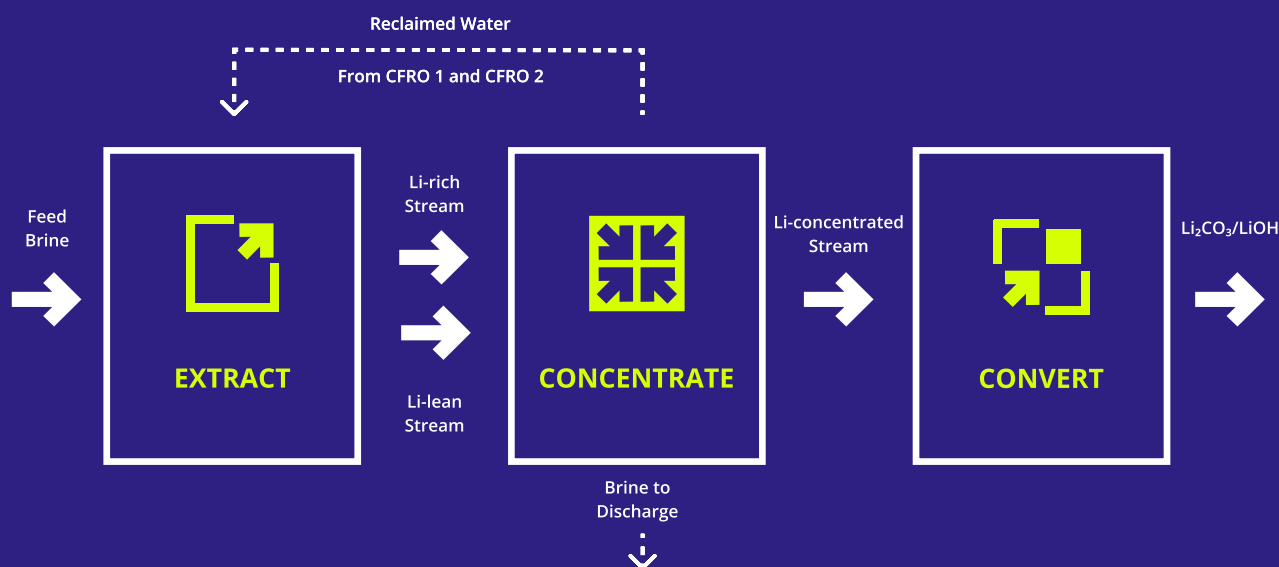 Reclaimed Water
From CFRO 1 and CFRO 2
Feed
Brine
EXTRACT
Li-rich
Stream
Li-lean
Stream
CONCENTRATE
Brine to
Discharge
Li-concentrated
Stream
CONVERT
Li₂CO₃/LiOH